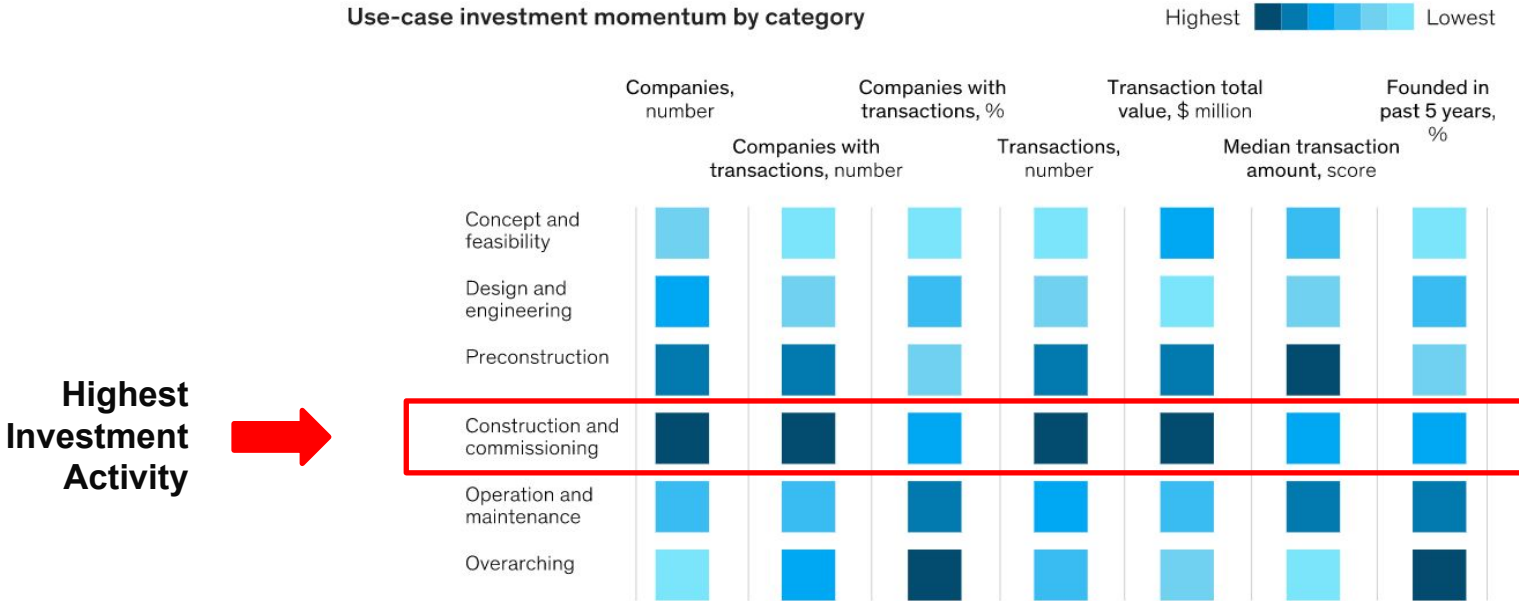 Use-case investment momentum by category
Highest
Lowest
Companies,
number
Companies with
transactions, number
Companies with
transactions, %
Transactions,
number
Transaction total
value, $ million
Median transaction
amount, score
Founded in
past 5 years,
%
Concept and
feasibility
Design and
engineering
Preconstruction
Highest
Investment
Activity
Construction and
commissioning
Operation and
maintenance
Overarching